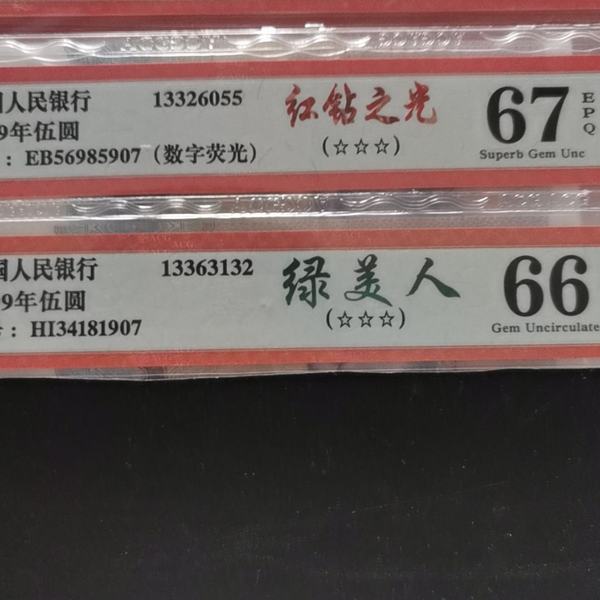 国人民银行 13326055 红钻之光 67 EPQ
9年伍圆 (☆☆☆) Superb Gem Unc
: EB56985907 (数字荧光)
国人民银行 13363132 绿美人 66
99年伍圆 (☆☆☆) Gem Uncirculate
: HI34181907